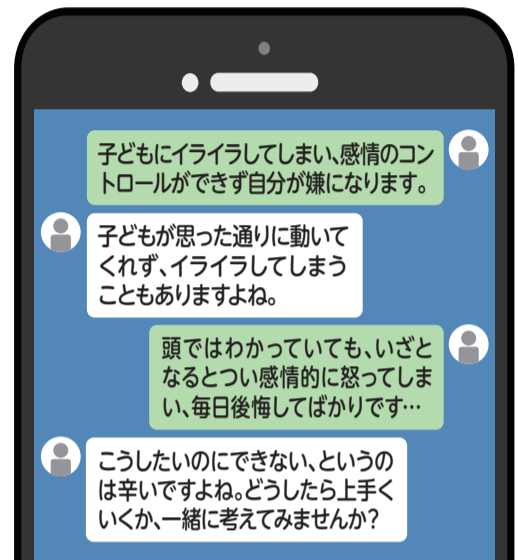 子どもにイライラしてしまい、感情のコン
トロールができず自分が嫌になります。
子どもが思った通りに動いて
くれず、イライラしてしまう
こともありますよね。
頭ではわかっていても、いざと
なるとつい感情的に怒ってしま
い、毎日後悔してばかりです…
こうしたいのにできない、というの
は辛いですよね。どうしたら上手く
いくか、一緒に考えてみませんか?